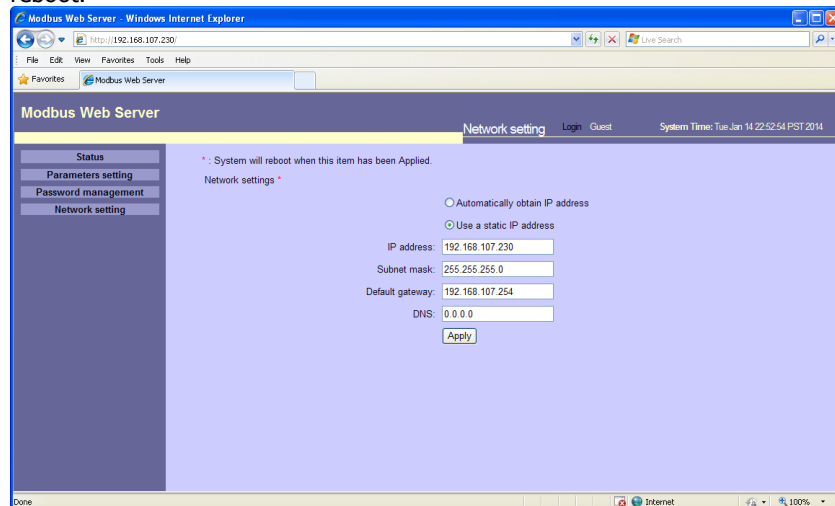 reboot.
Modbus Web Server - Windows Internet Explorer
http://192.168.107.230/
Live Search
File Edit View Favorites Tools Help
Favorites Modbus Web Server
Modbus Web Server
Network setting Login Guest System Time: Tue Jan 14 22:52:54 PST 2014
Status
Parameters setting
Password management
Network setting
* : System will reboot when this item has been Applied.
Network settings *
Automatically obtain IP address
Use a static IP address
IP address: 192.168.107.230
Subnet mask: 255.255.255.0
Default gateway: 192.168.107.254
DNS: 0.0.0.0
Apply
Done Internet 100%